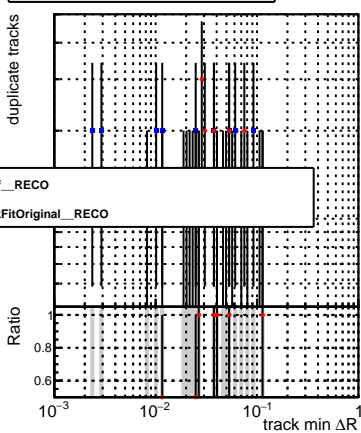 duplicate tracks
__RECO
FitOriginal__RECO
Ratio
1
0.8
0.6
10−3 10−2 10−1 1
track min ΔR